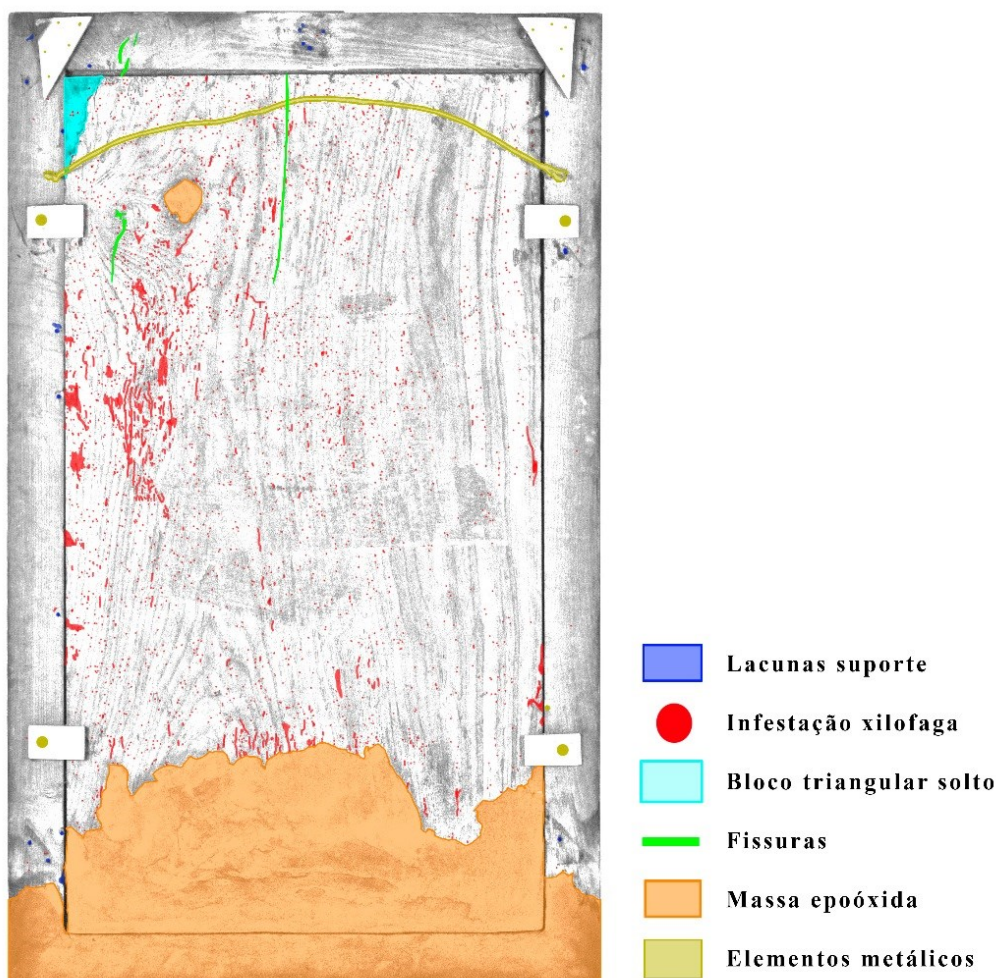 Lacunas suporte
Infestação xilofaga
Bloco triangular solto
Fissuras
Massa epoóxida
Elementos metálicos